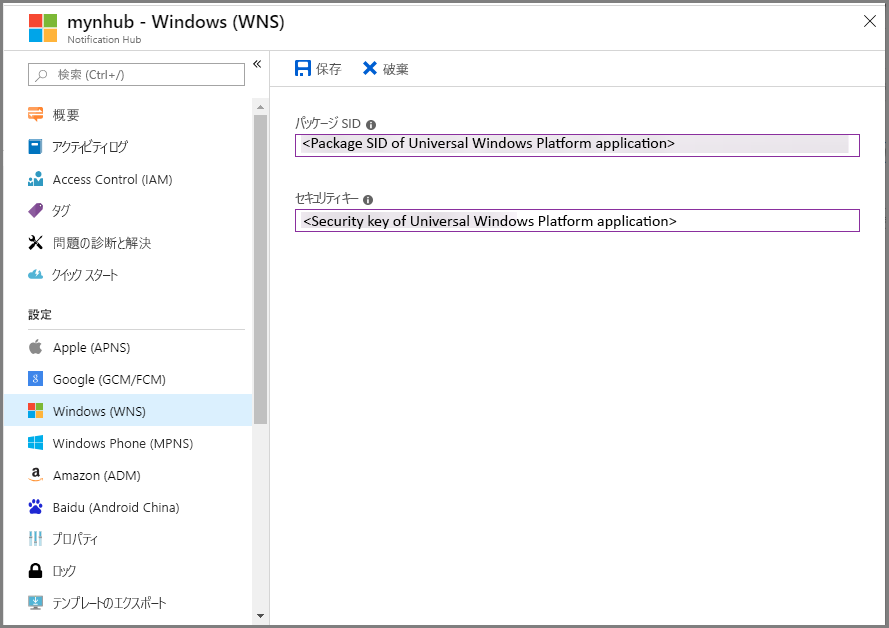 mynhub - Windows (WNS)
Notification Hub
検索 (Ctrl+/)
概要
アクティビティログ
Access Control (IAM)
タグ
問題の診断と解決
クイック スタート
設定
Apple (APNS)
Google (GCM/FCM)
Windows (WNS)
Windows Phone (MPNS)
Amazon (ADM)
Baidu (Android China)
プロパティ
ロック
テンプレートのエクスポート
保存 破棄
パッケージ SID
<Package SID of Universal Windows Platform application>
セキュリティキー
<Security key of Universal Windows Platform application>